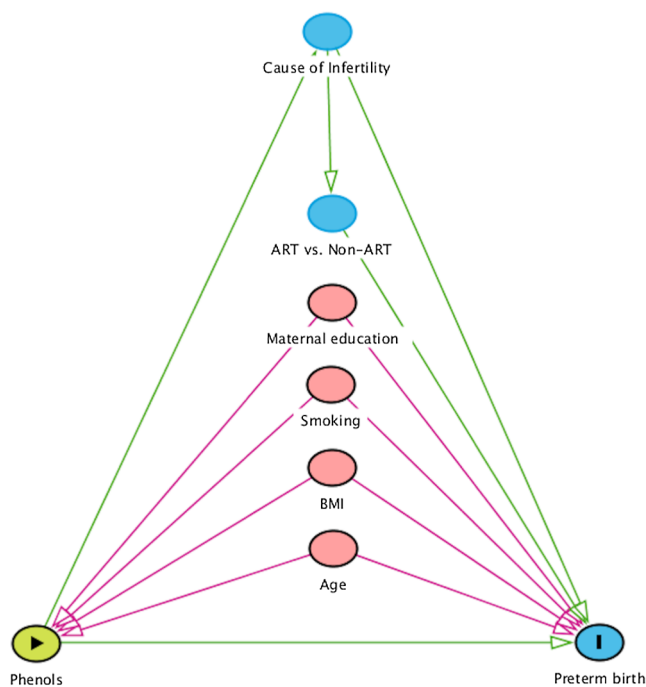 Cause of Infertility
ART vs. Non-ART
Maternal education
Smoking
BMI
Age
Phenols
Preterm birth